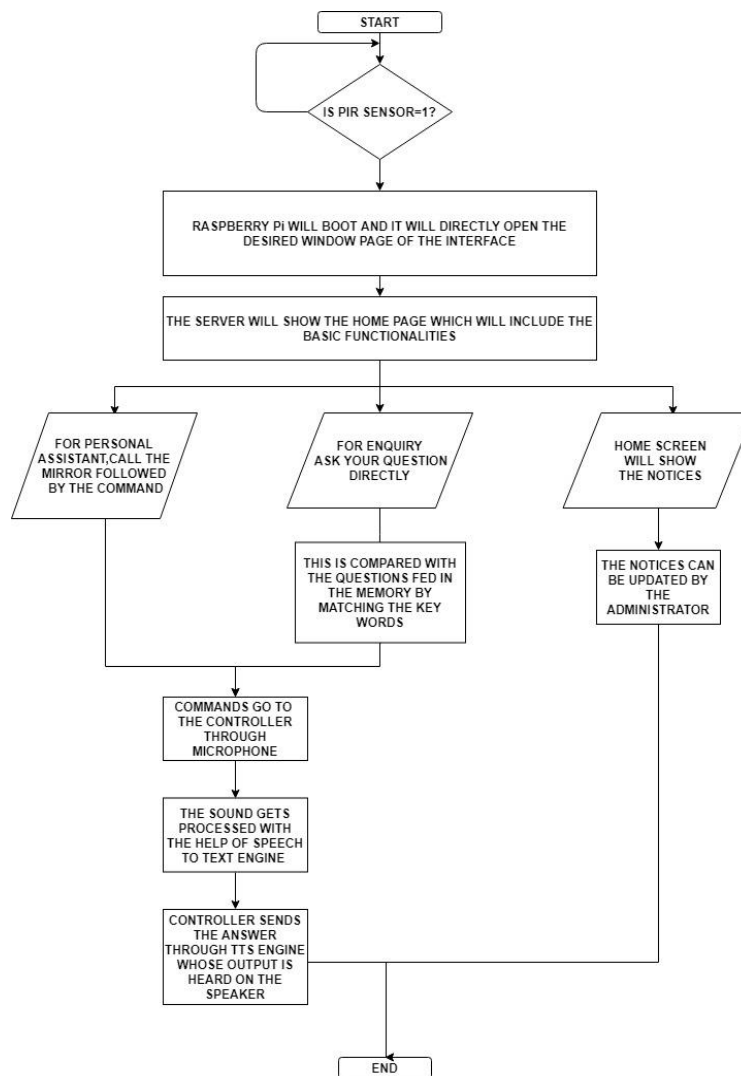 START
IS PIR SENSOR=1?
RASPBERRY Pi WILL BOOT AND IT WILL DIRECTLY OPEN THE
DESIRED WINDOW PAGE OF THE INTERFACE
THE SERVER WILL SHOW THE HOME PAGE WHICH WILL INCLUDE THE
BASIC FUNCTIONALITIES
FOR PERSONAL
ASSISTANT,CALL THE
MIRROR FOLLOWED
BY THE COMMAND
FOR ENQUIRY
ASK YOUR QUESTION
DIRECTLY
HOME SCREEN
WILL SHOW
THE NOTICES
THIS IS COMPARED WITH
THE QUESTIONS FED IN
THE MEMORY BY
MATCHING THE KEY
WORDS
THE NOTICES CAN
BE UPDATED BY
THE
ADMINISTRATOR
COMMANDS GO TO
THE CONTROLLER
THROUGH
MICROPHONE
THE SOUND GETS
PROCESSED WITH
THE HELP OF SPEECH
TO TEXT ENGINE
CONTROLLER SENDS
THE ANSWER
THROUGH TTS ENGINE
WHOSE OUTPUT IS
HEARD ON THE
SPEAKER
END